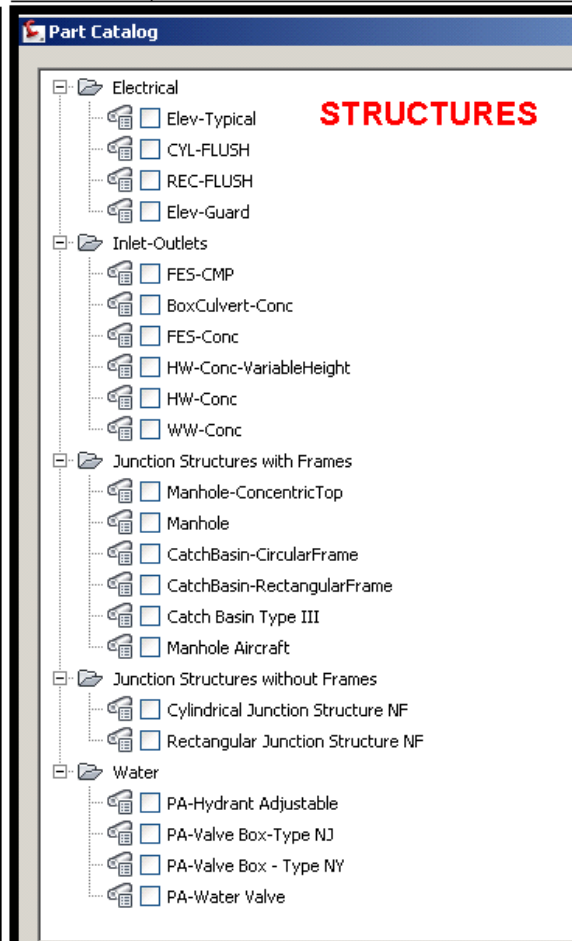 Part Catalog
Electrical
STRUCTURES
Elev-Typical
CYL-FLUSH
REC-FLUSH
Elev-Guard
Inlet-Outlets
FES-CMP
BoxCulvert-Conc
FES-Conc
HW-Conc-VariableHeight
HW-Conc
WW-Conc
Junction Structures with Frames
Manhole-ConcentricTop
Manhole
CatchBasin-CircularFrame
CatchBasin-RectangularFrame
Catch Basin Type III
Manhole Aircraft
Junction Structures without Frames
Cylindrical Junction Structure NF
Rectangular Junction Structure NF
Water
PA-Hydrant Adjustable
PA-Valve Box-Type NJ
PA-Valve Box - Type NY
PA-Water Valve